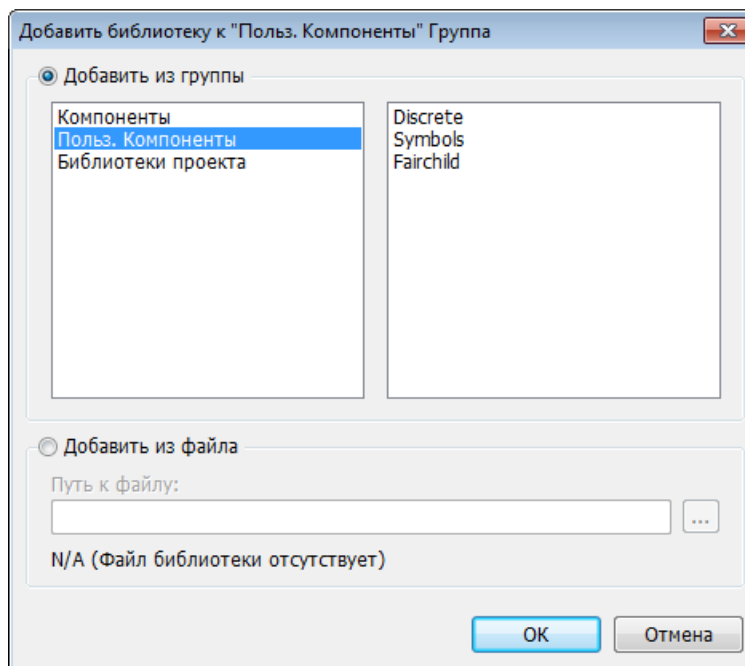 Добавить библиотеку к "Польз. Компоненты" Группа
Добавить из группы
Компоненты
Польз. Компоненты
Библиотеки проекта
Discrete
Symbols
Fairchild
Добавить из файла
Путь к файлу:
...
N/A (Файл библиотеки отсутствует)
OK
Отмена